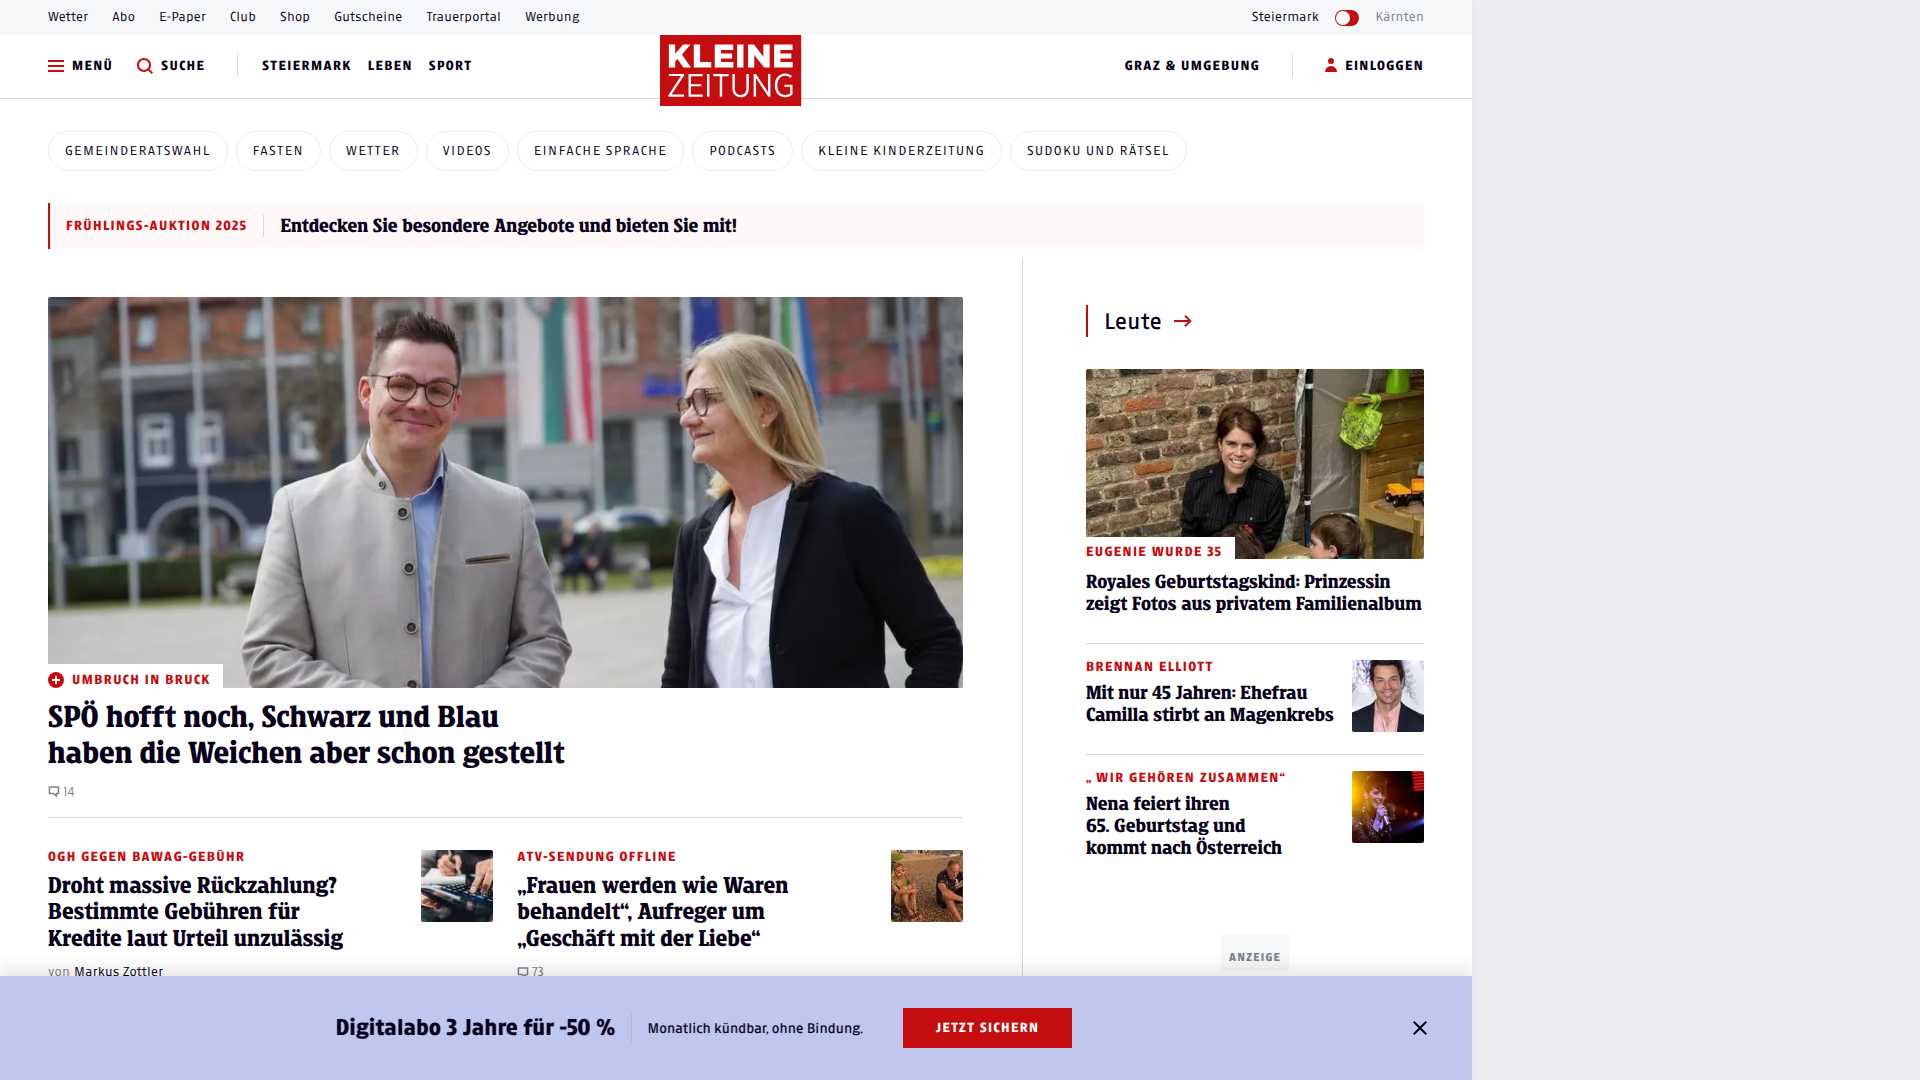 Wetter Abo E-Paper Club Shop Gutscheine Trauerportal Werbung Steiermark Kärnten
MENÜ SUCHE STEIERMARK LEBEN SPORT KLEINE ZEITUNG GRAZ & UMGEBUNG EINLOGGEN
GEMEINDERATSWAHL FASTEN WETTER VIDEOS EINFACHE SPRACHE PODCASTS KLEINE KINDERZEITUNG SUDOKU UND RÄTSEL
FRÜHLINGS-AUKTION 2025 Entdecken Sie besondere Angebote und bieten Sie mit!
UMBRUCH IN BRUCK
SPÖ hofft noch, Schwarz und Blau
haben die Weichen aber schon gestellt
14
OGH GEGEN BAWAG-GEBÜHR
Droht massive Rückzahlung?
Bestimmte Gebühren für
Kredite laut Urteil unzulässig
von Markus Zottler
ATV-SENDUNG OFFLINE
„Frauen werden wie Waren
behandelt“, Aufreger um
„Geschäft mit der Liebe“
73
Leute
EUGENIE WURDE 35
Royales Geburtstagskind: Prinzessin
zeigt Fotos aus privatem Familienalbum
BRENNAN ELLIOTT
Mit nur 45 Jahren: Ehefrau
Camilla stirbt an Magenkrebs
„ WIR GEHÖREN ZUSAMMEN“
Nena feiert ihren
65. Geburtstag und
kommt nach Österreich
ANZEIGE
Digitalabo 3 Jahre für -50 % Monatlich kündbar, ohne Bindung. JETZT SICHERN